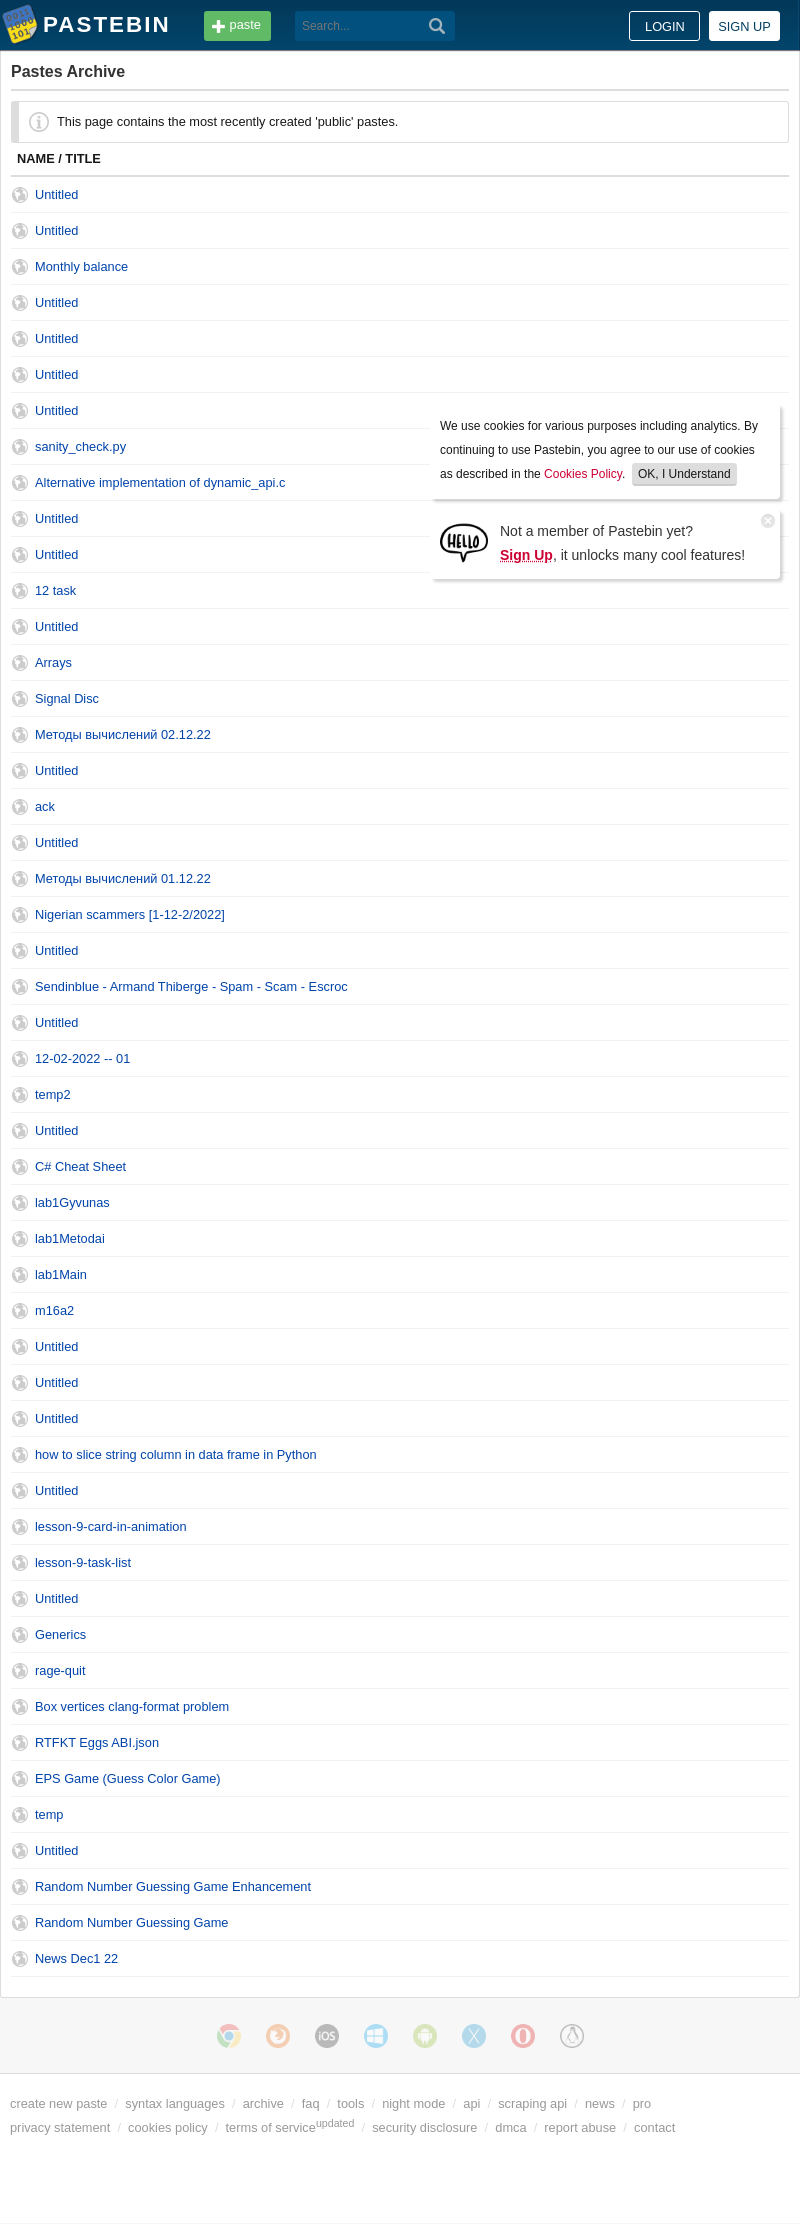 PASTEBIN paste Search... LOGIN SIGN UP
Pastes Archive
This page contains the most recently created 'public' pastes.
NAME / TITLE
Untitled
Untitled
Monthly balance
Untitled
Untitled
Untitled
Untitled
We use cookies for various purposes including analytics. By
continuing to use Pastebin, you agree to our use of cookies
as described in the Cookies Policy. OK, I Understand
sanity_check.py
Alternative implementation of dynamic_api.c
Untitled
HELLO
Not a member of Pastebin yet?
Sign Up, it unlocks many cool features!
Untitled
12 task
Untitled
Arrays
Signal Disc
Методы вычислений 02.12.22
Untitled
ack
Untitled
Методы вычислений 01.12.22
Nigerian scammers [1-12-2/2022]
Untitled
Sendinblue - Armand Thiberge - Spam - Scam - Escroc
Untitled
12-02-2022 -- 01
temp2
Untitled
C# Cheat Sheet
lab1Gyvunas
lab1Metodai
lab1Main
m16a2
Untitled
Untitled
Untitled
how to slice string column in data frame in Python
Untitled
lesson-9-card-in-animation
lesson-9-task-list
Untitled
Generics
rage-quit
Box vertices clang-format problem
RTFKT Eggs ABI.json
EPS Game (Guess Color Game)
temp
Untitled
Random Number Guessing Game Enhancement
Random Number Guessing Game
News Dec1 22
iOS
create new paste / syntax languages / archive / faq / tools / night mode / api / scraping api / news / pro
privacy statement / cookies policy / terms of service updated / security disclosure / dmca / report abuse / contact